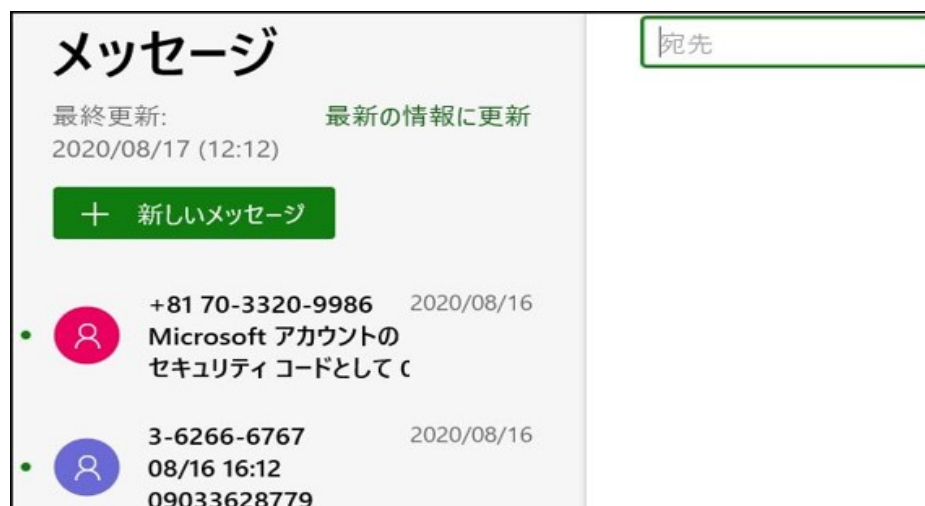 メッセージ
宛先
最終更新: 最新の情報に更新
2020/08/17 (12:12)
＋ 新しいメッセージ
+81 70-3320-9986 2020/08/16
Microsoft アカウントの
セキュリティ コードとして
3-6266-6767 2020/08/16
08/16 16:12
09033628779